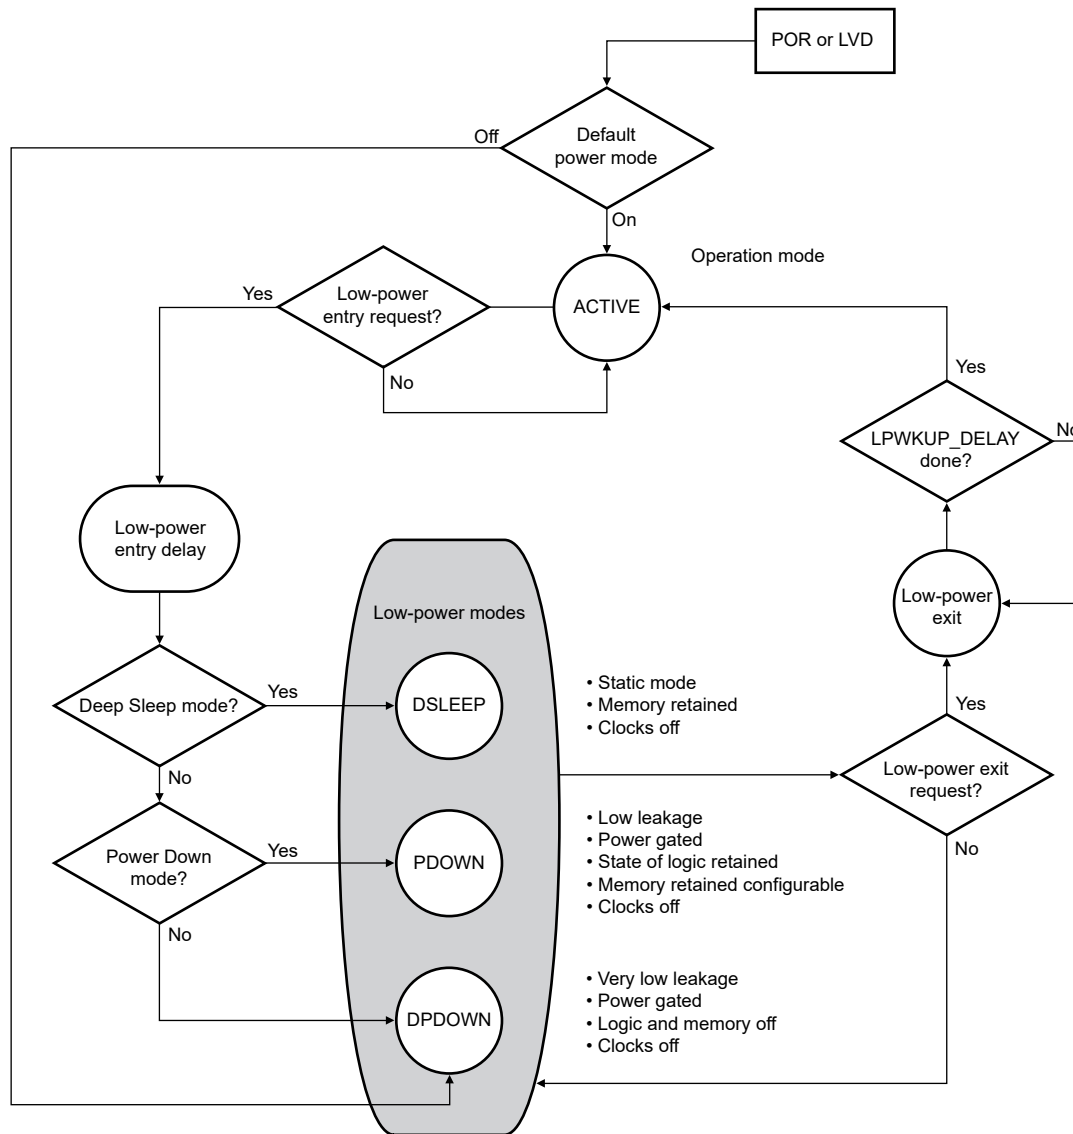 POR or LVD
Default
power mode
Off
On
Operation mode
Low-power
entry request?
Yes
No
ACTIVE
Yes
LPWKUP_DELAY
done?
No
Low-power
entry delay
Low-power modes
Low-power
exit
Deep Sleep mode?
Yes
No
DSLEEP
• Static mode
• Memory retained
• Clocks off
Yes
Low-power exit
request?
No
Power Down
mode?
Yes
No
PDOWN
• Low leakage
• Power gated
• State of logic retained
• Memory retained configurable
• Clocks off
DPDOWN
• Very low leakage
• Power gated
• Logic and memory off
• Clocks off